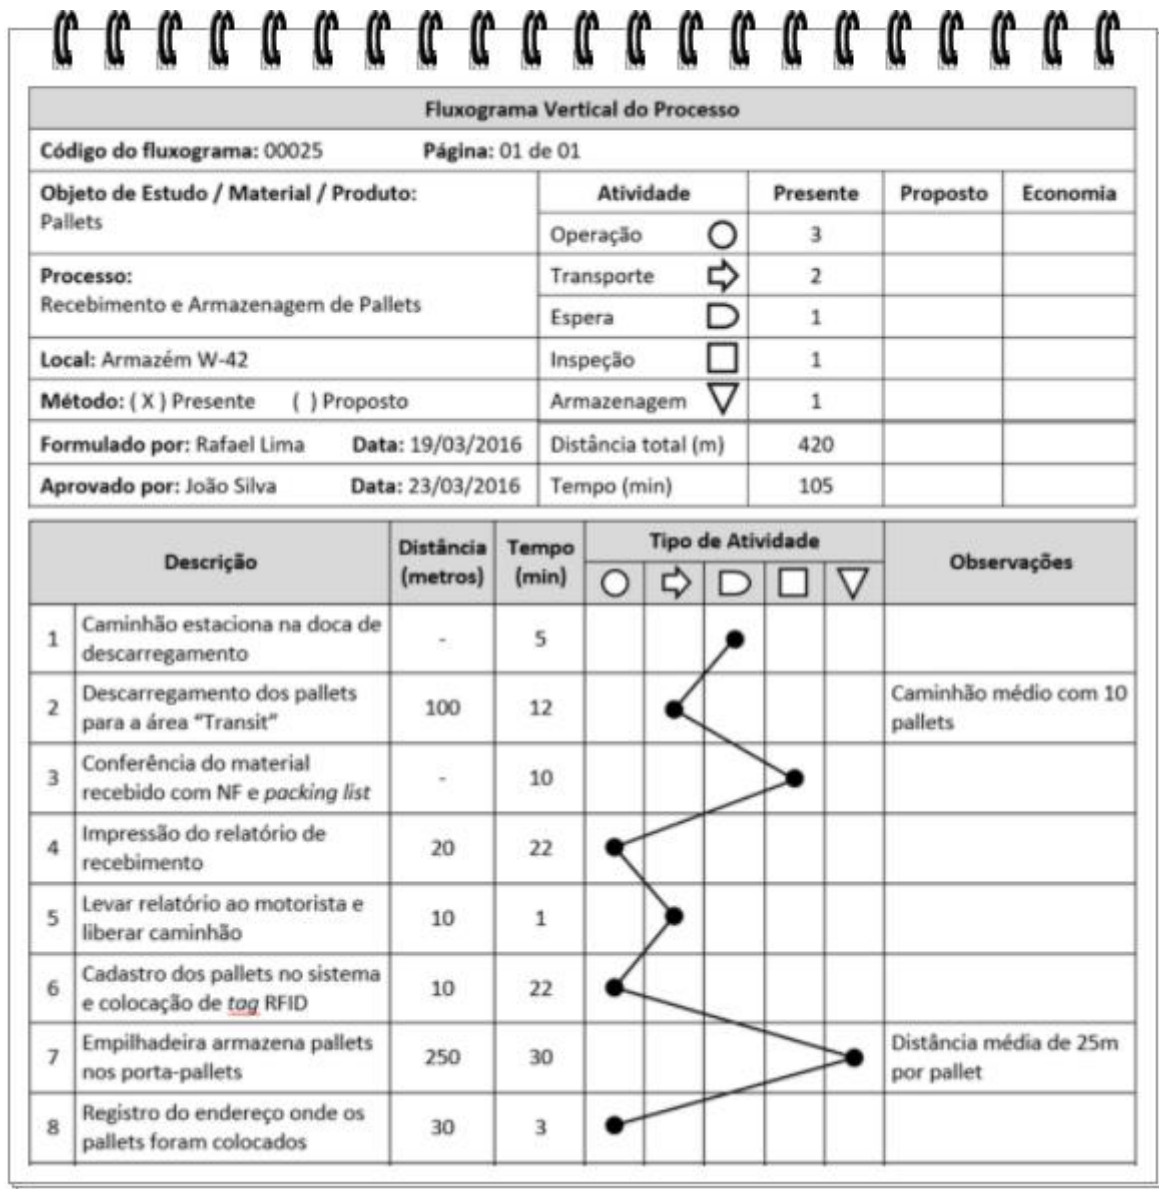 Fluxograma Vertical do Processo
Código do fluxograma: 00025 Página: 01 de 01
Objeto de Estudo / Material / Produto:
Pallets
Processo:
Recebimento e Armazenagem de Pallets
Local: Armazém W-42
Método: ( X ) Presente ( ) Proposto
Formulado por: Rafael Lima Data: 19/03/2016
Aprovado por: João Silva Data: 23/03/2016
Atividade Presente Proposto Economia
Operação 3
Transporte 2
Espera 1
Inspeção 1
Armazenagem 1
Distância total (m) 420
Tempo (min) 105
Descrição
Distância
(metros)
Tempo
(min)
Tipo de Atividade
Observações
1 Caminhão estaciona na doca de
descarregamento
- 5
2 Descarregamento dos pallets
para a área “Transit”
100 12
Caminhão médio com 10
pallets
3 Conferência do material
recebido com NF e packing list
- 10
4 Impressão do relatório de
recebimento
20 22
5 Levar relatório ao motorista e
liberar caminhão
10 1
6 Cadastro dos pallets no sistema
e colocação de tag RFID
10 22
7 Empilhadeira armazena pallets
nos porta-pallets
250 30
Distância média de 25m
por pallet
8 Registro do endereço onde os
pallets foram colocados
30 3